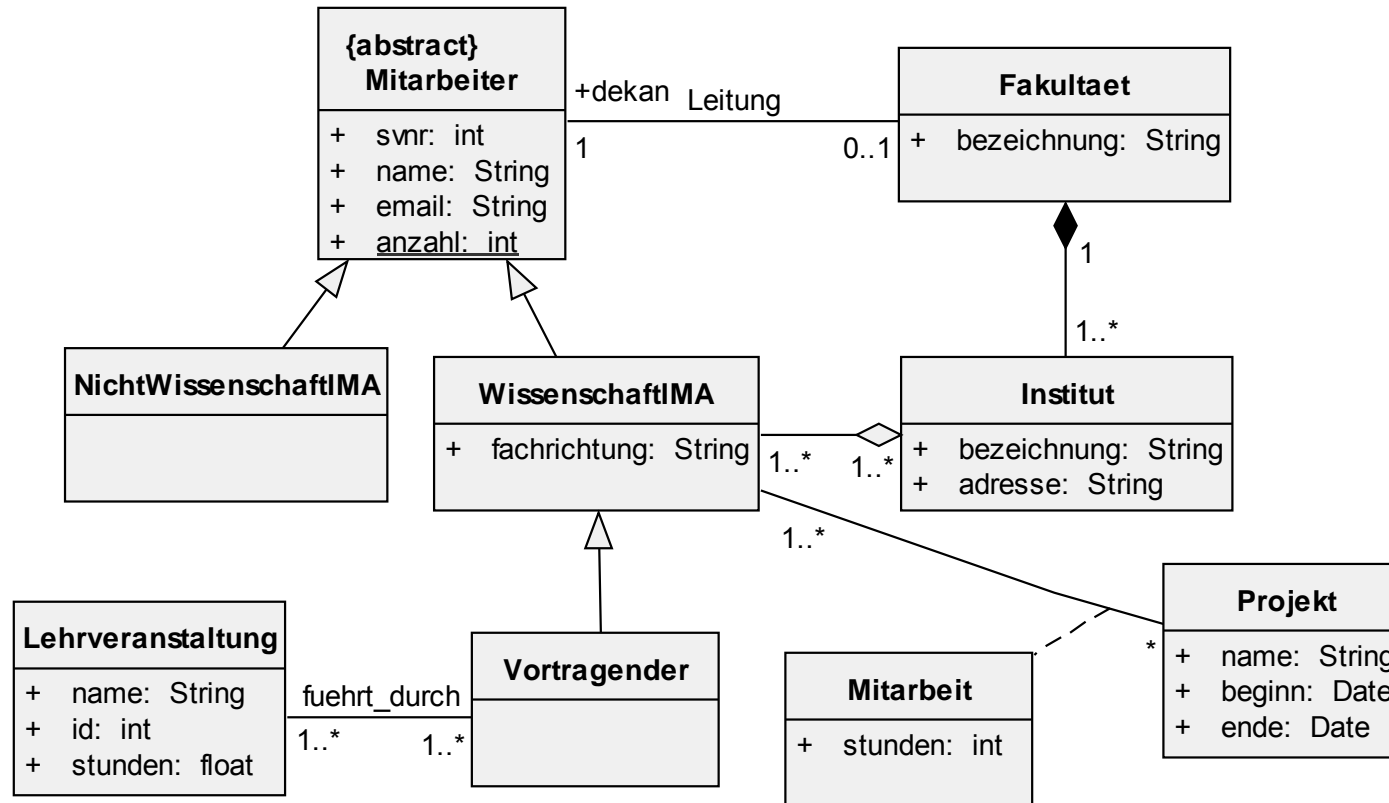 {abstract}
Mitarbeiter
+ svnr: int
+ name: String
+ email: String
+ anzahl: int
+dekan
Leitung
1
0..1
Fakultaet
+ bezeichnung: String
1
1..*
NichtWissenschaftlMA
WissenschaftlMA
+ fachrichtung: String
1..*
1..*
Institut
+ bezeichnung: String
+ adresse: String
1..*
*
Lehrveranstaltung
+ name: String
+ id: int
+ stunden: float
fuehrt_durch
1..*
1..*
Vortragender
Mitarbeit
+ stunden: int
Projekt
+ name: String
+ beginn: Date
+ ende: Date